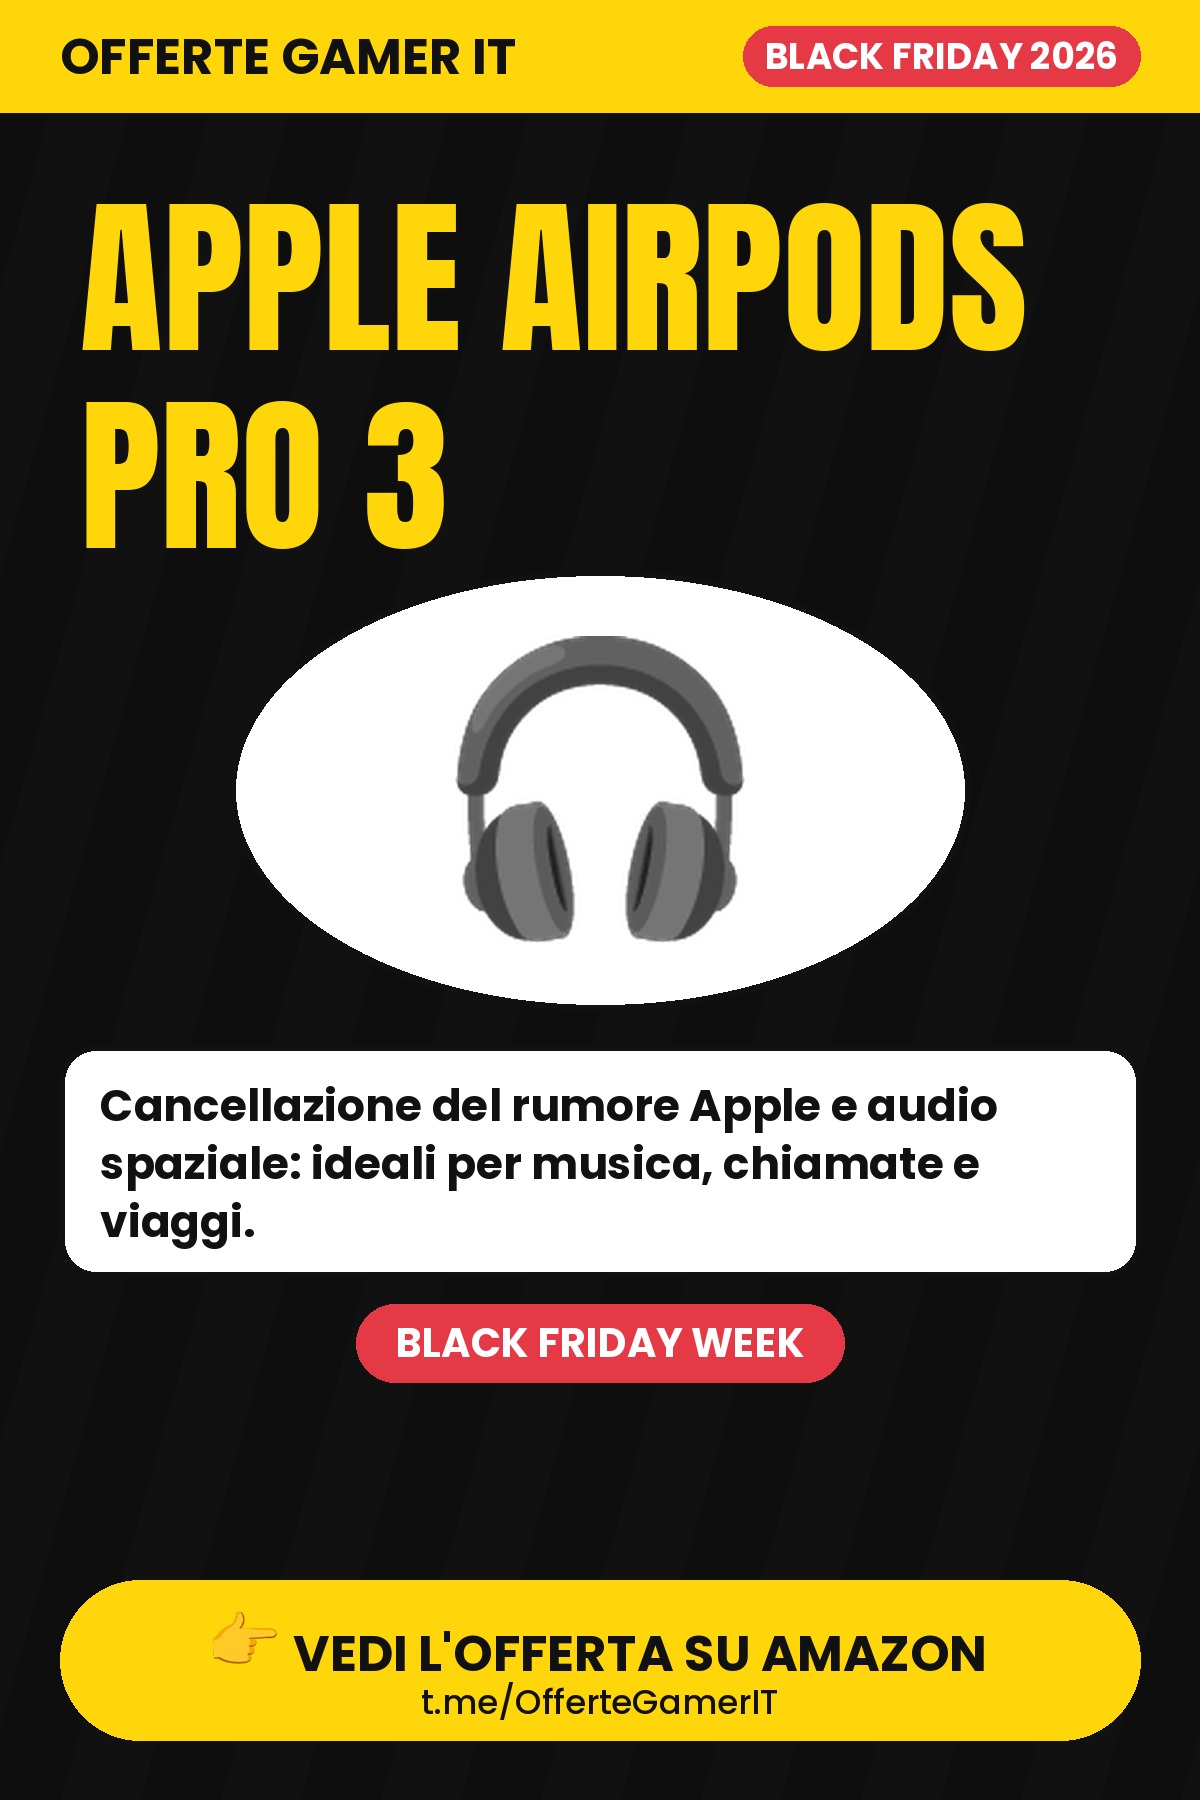 OFFERTE GAMER IT
BLACK FRIDAY 2026
APPLE AIRPODS
PRO 3
Cancellazione del rumore Apple e audio
spaziale: ideali per musica, chiamate e
viaggi.
BLACK FRIDAY WEEK
👉 VEDI L'OFFERTA SU AMAZON
t.me/OfferteGamerIT